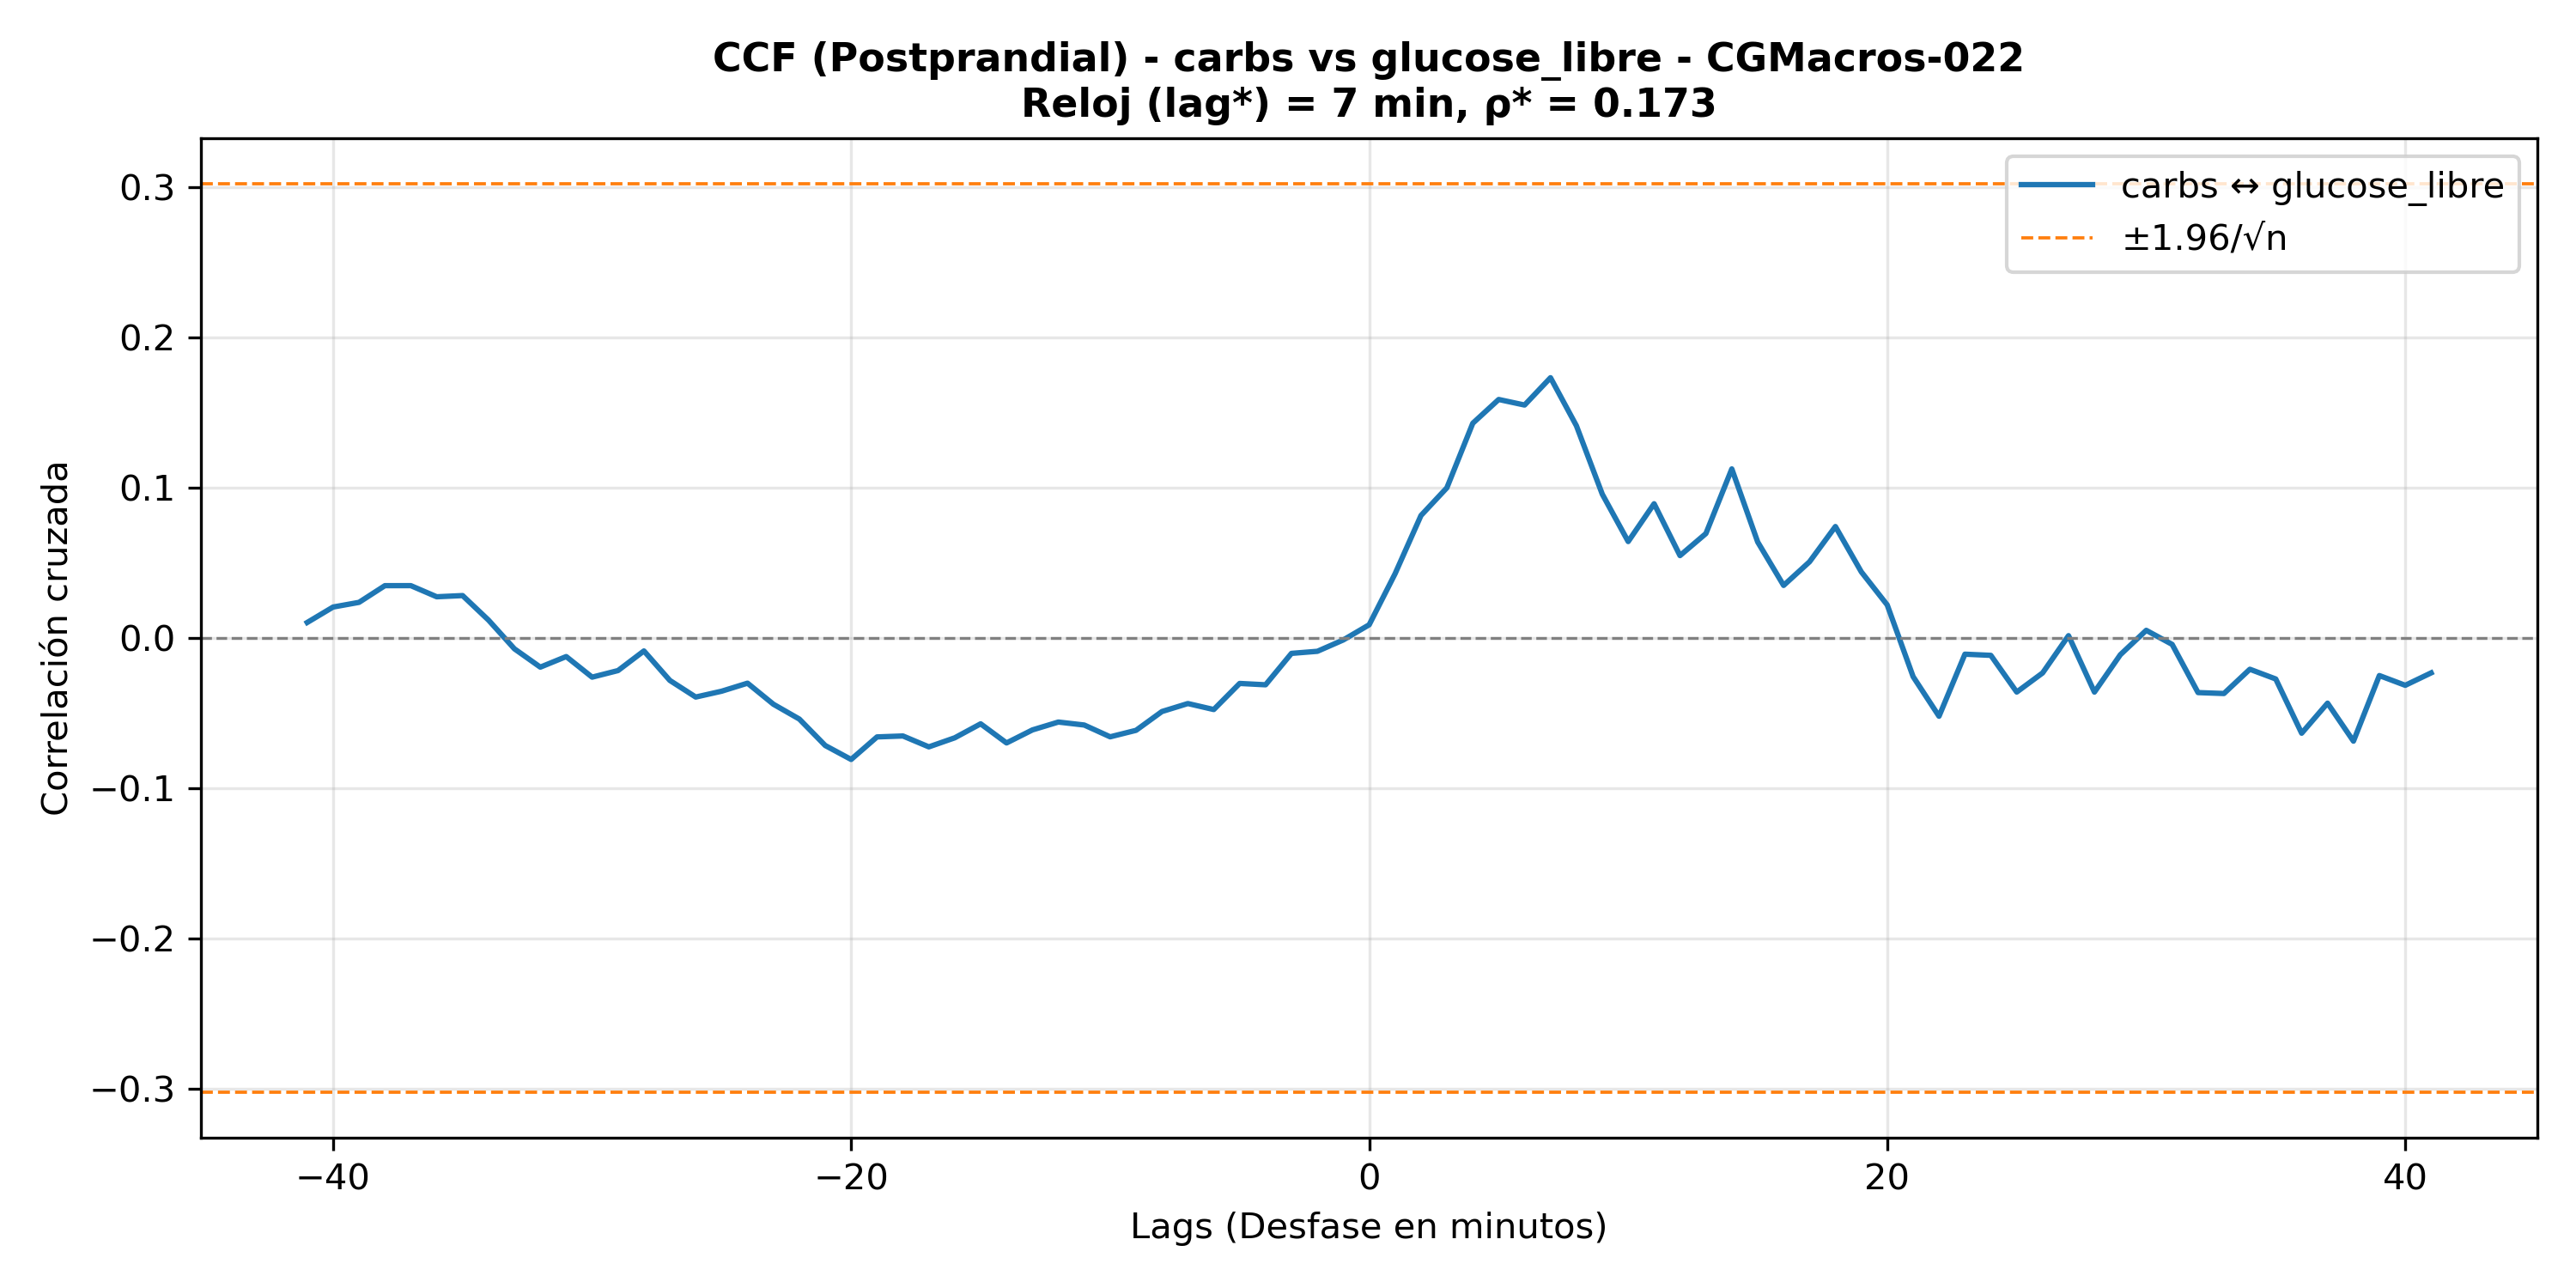 CCF (Postprandial) - carbs vs glucose_libre - CGMacros-022
Reloj (lag*) = 7 min, ρ* = 0.173
carbs ↔ glucose_libre
±1.96/√n
Correlación cruzada
0.3
0.2
0.1
0.0
−0.1
−0.2
−0.3
−40
−20
0
20
40
Lags (Desfase en minutos)